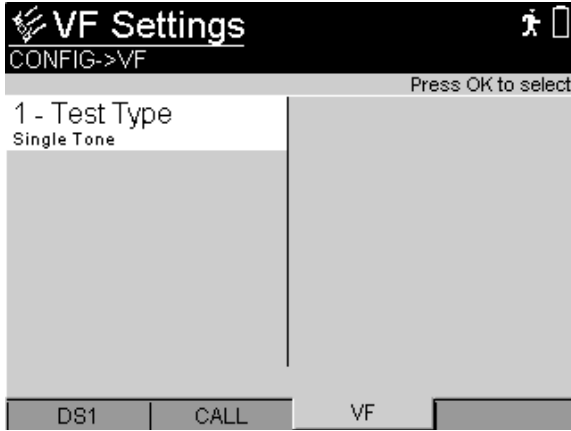 VF Settings
CONFIG->VF
Press OK to select
1 - Test Type
Single Tone
DS1 CALL VF